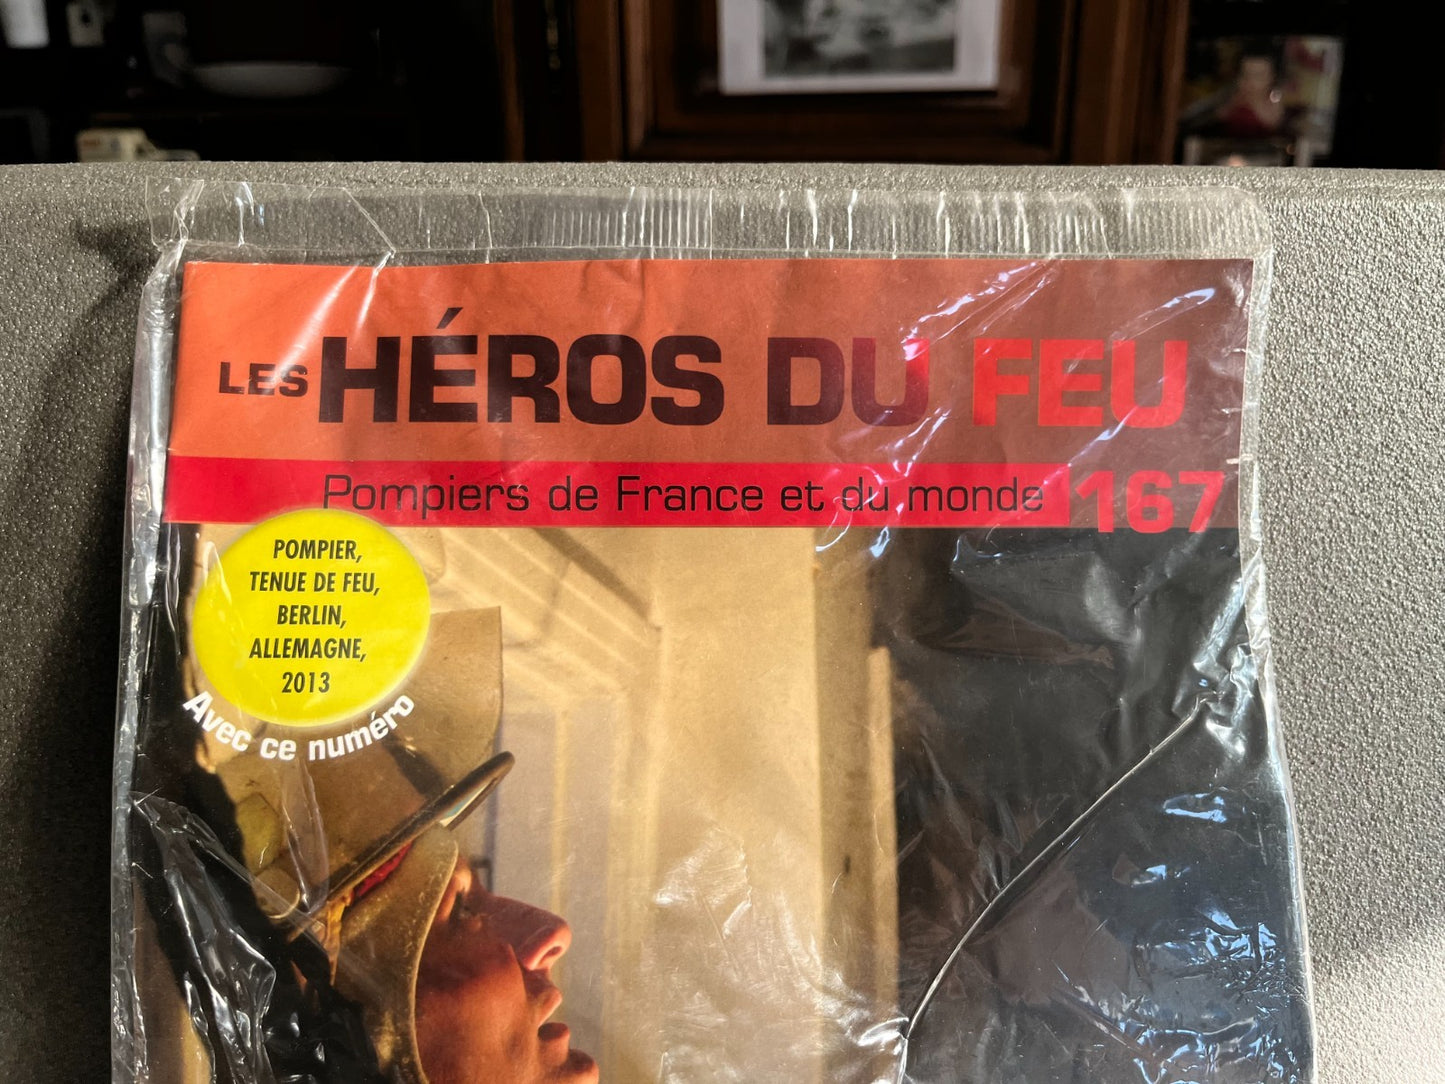 LES HÉROS DU FEU
Pompiers de France et du monde 167
POMPIER,
TENUE DE FEU,
BERLIN,
ALLEMAGNE,
2013
Avec ce numéro